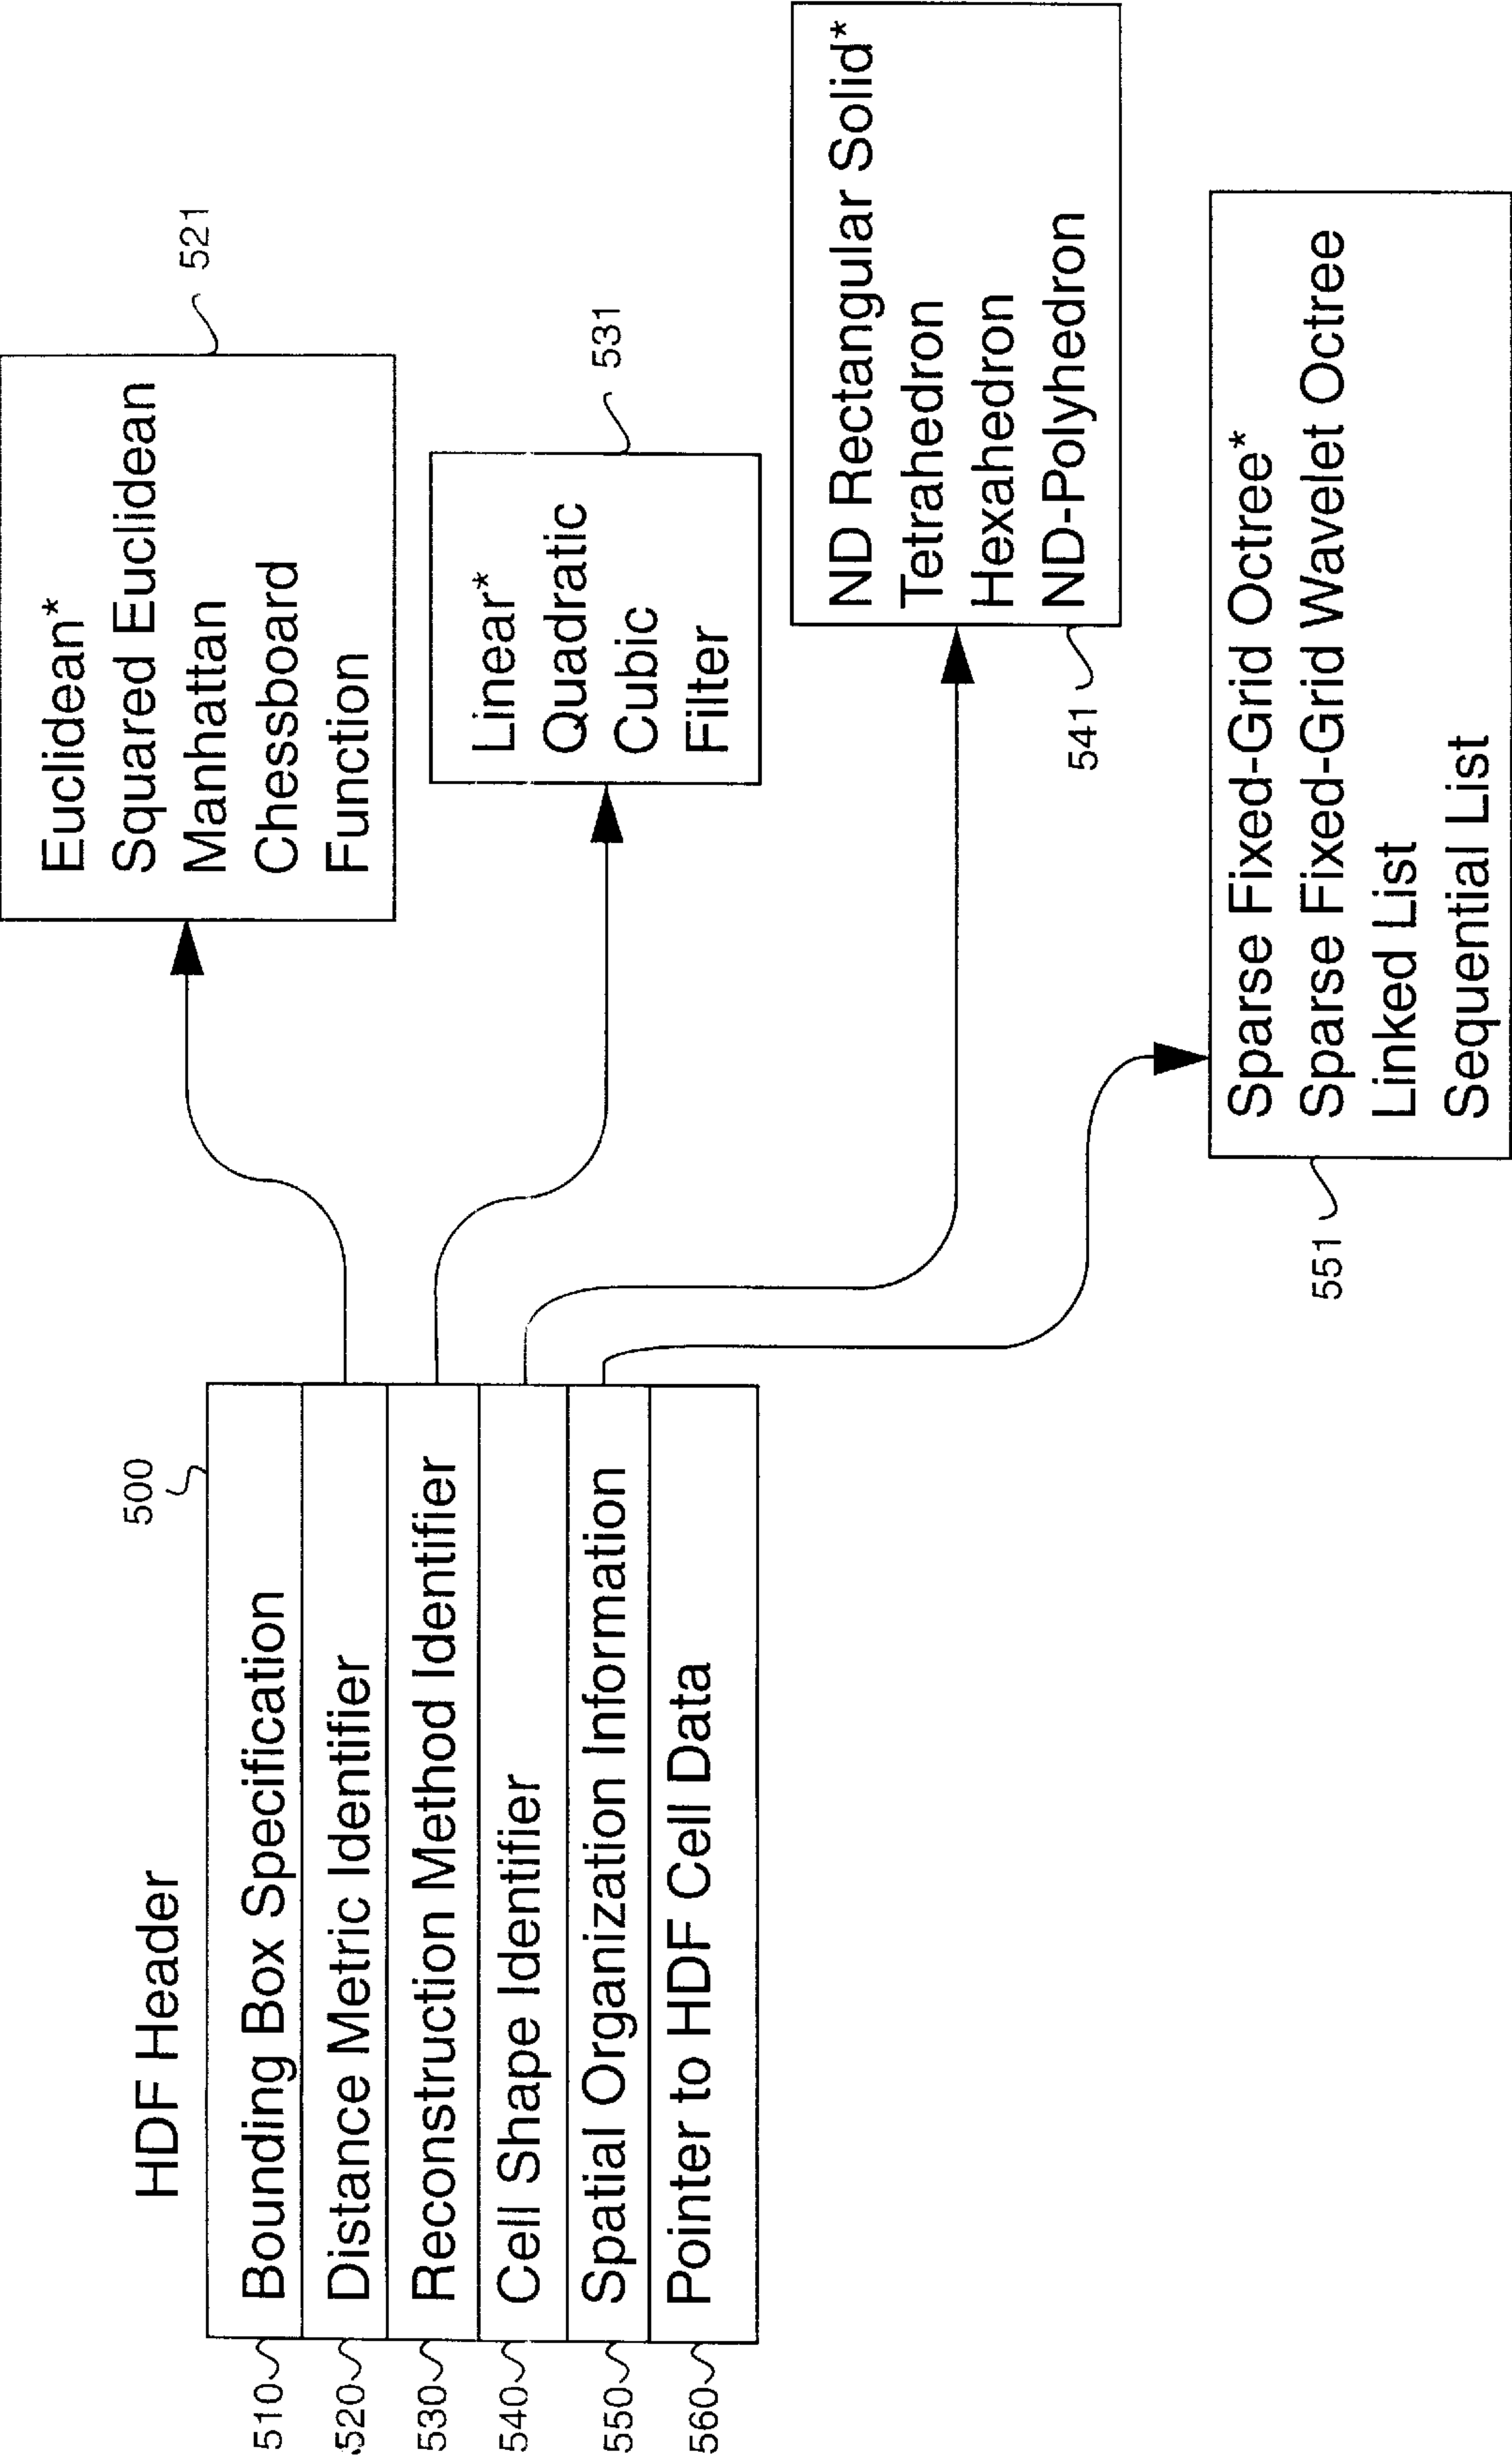 HDF Header
500
510
Bounding Box Specification
520
Distance Metric Identifier
530
Reconstruction Method Identifier
540
Cell Shape Identifier
550
Spatial Organization Information
560
Pointer to HDF Cell Data
Euclidean*
Squared Euclidean
Manhattan
Chessboard
Function
521
Linear*
Quadratic
Cubic
Filter
531
ND Rectangular Solid*
Tetrahedron
Hexahedron
ND-Polyhedron
541
Sparse Fixed-Grid Octree*
Sparse Fixed-Grid Wavelet Octree
Linked List
Sequential List
551